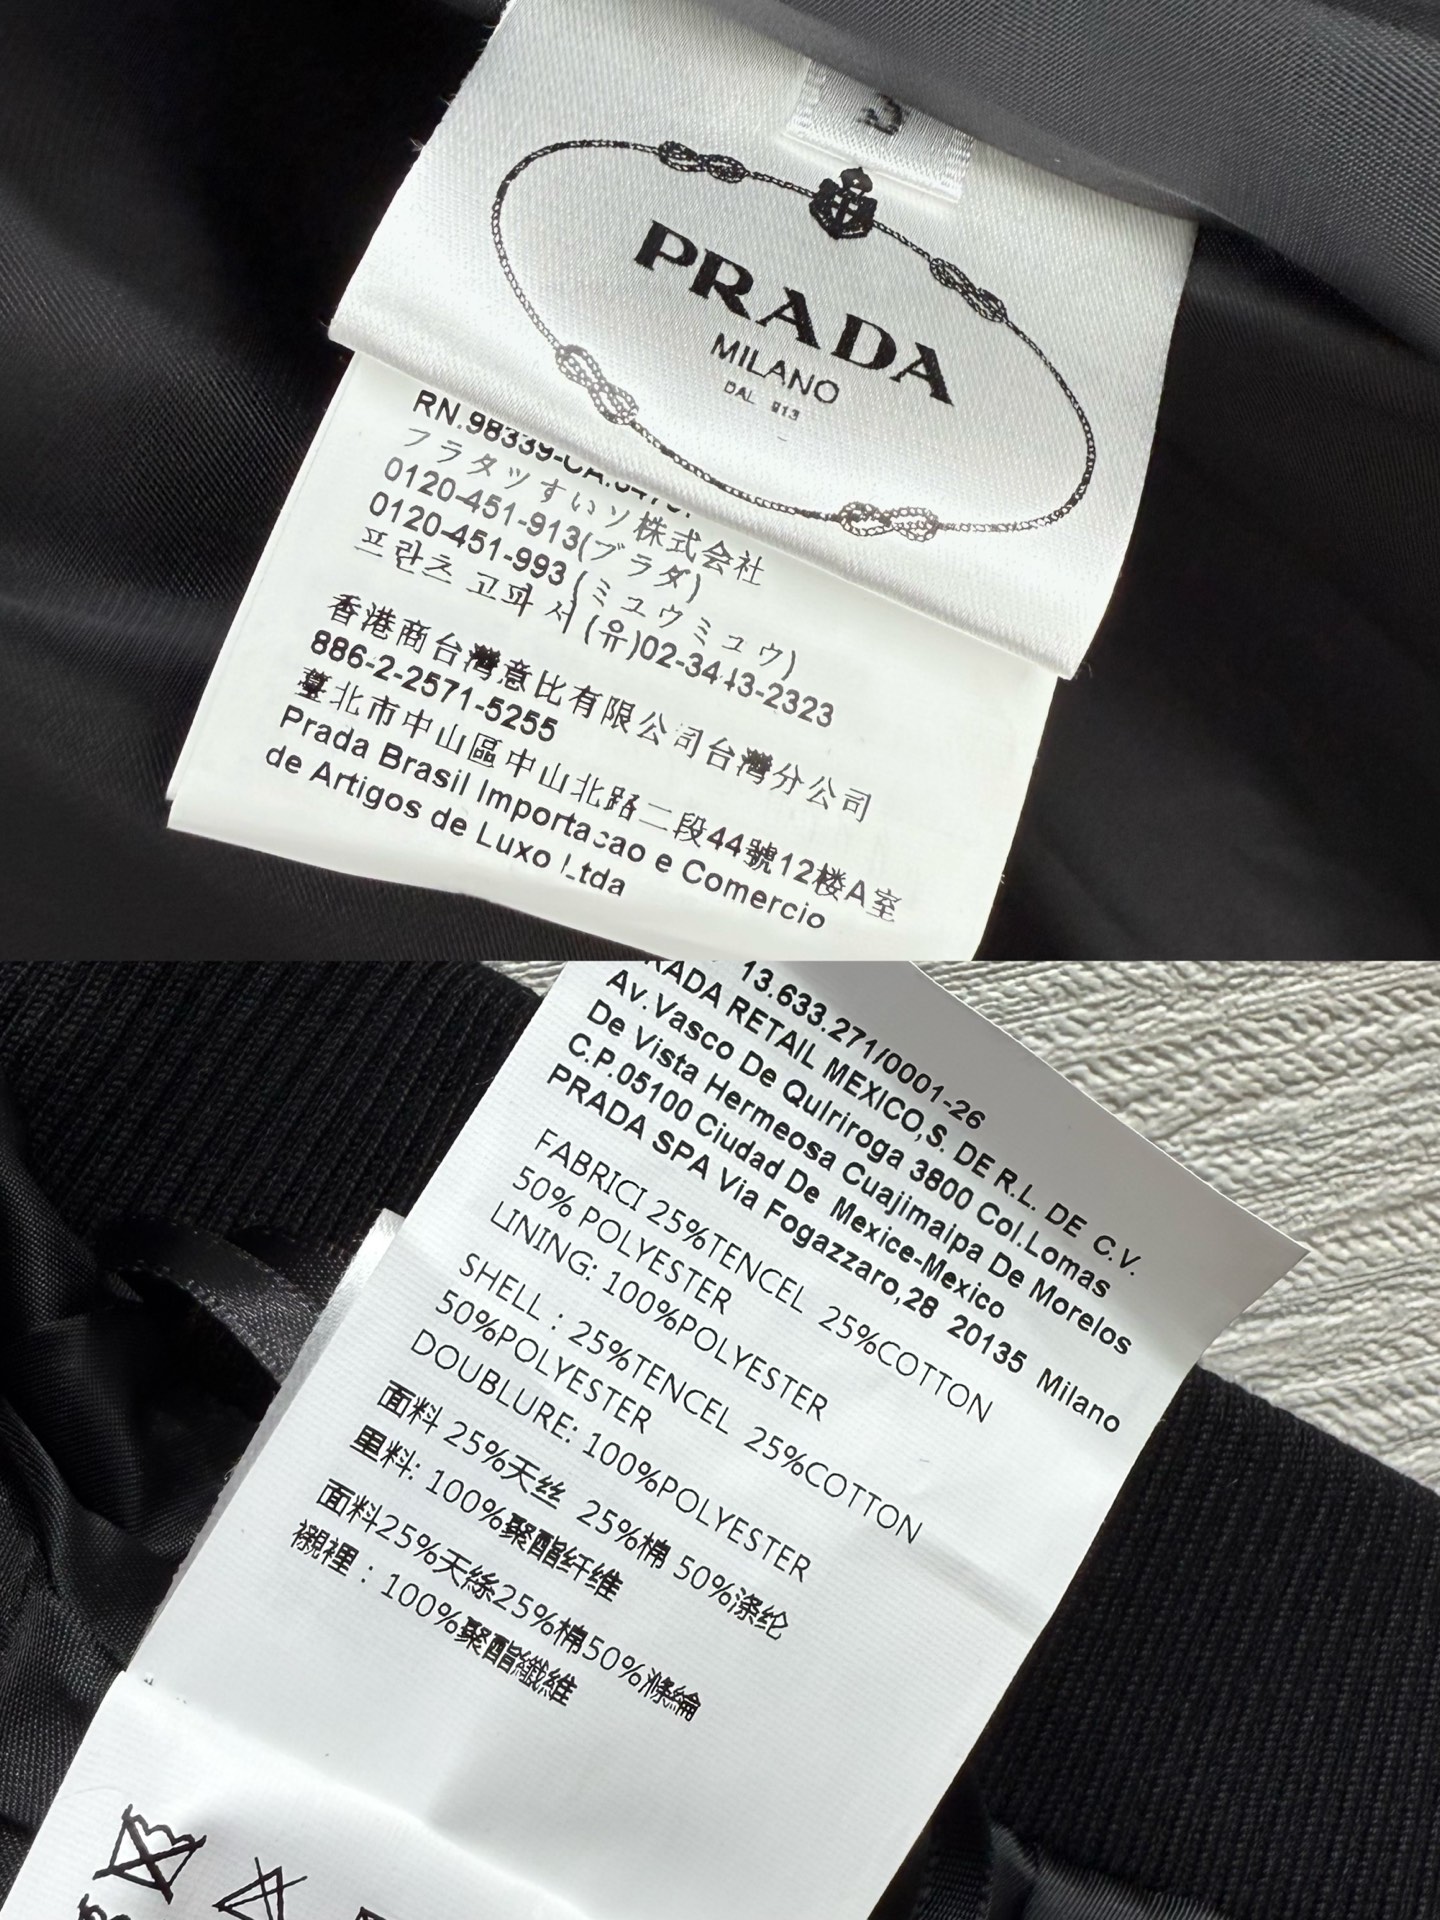 PRADA
MILANO
DAL 913
RN.98339-CA.
フラタツすいソ株式会社
0120-451-913(ブラダ)
0120-451-993(ミュウミュウ)
프란츠 고파 서 (유)02-3443-2323
香港商台灣意比有限公司台灣分公司
886-2-2571-5255
臺北市中山區中山北路二段44號12楼A室
Prada Brasil Importacao e Comercio
de Artigos de Luxo Ltda
13.633.271/0001-26
PRADA RETAIL MEXICO,S. DE R.L. DE C.V.
Av.Vasco De QuIriroga 3800 Col.Lomas
De Vista Hermeosa Cuajimaipa De Morelos
C.P.05100 Ciudad De Mexice-Mexico
PRADA SPA Via Fogazzaro,28 20135 Milano
FABRICI 25%TENCEL 25%COTTON
50% POLYESTER
LINING: 100%POLYESTER
SHELL : 25%TENCEL 25%COTTON
50%POLYESTER
DOUBLURE: 100%POLYESTER
面料 25%天丝 25%棉 50%涤纶
里料: 100%聚酯纤维
面料25%天絲25%棉50%滌綸
襯裡 : 100%聚酯纖維